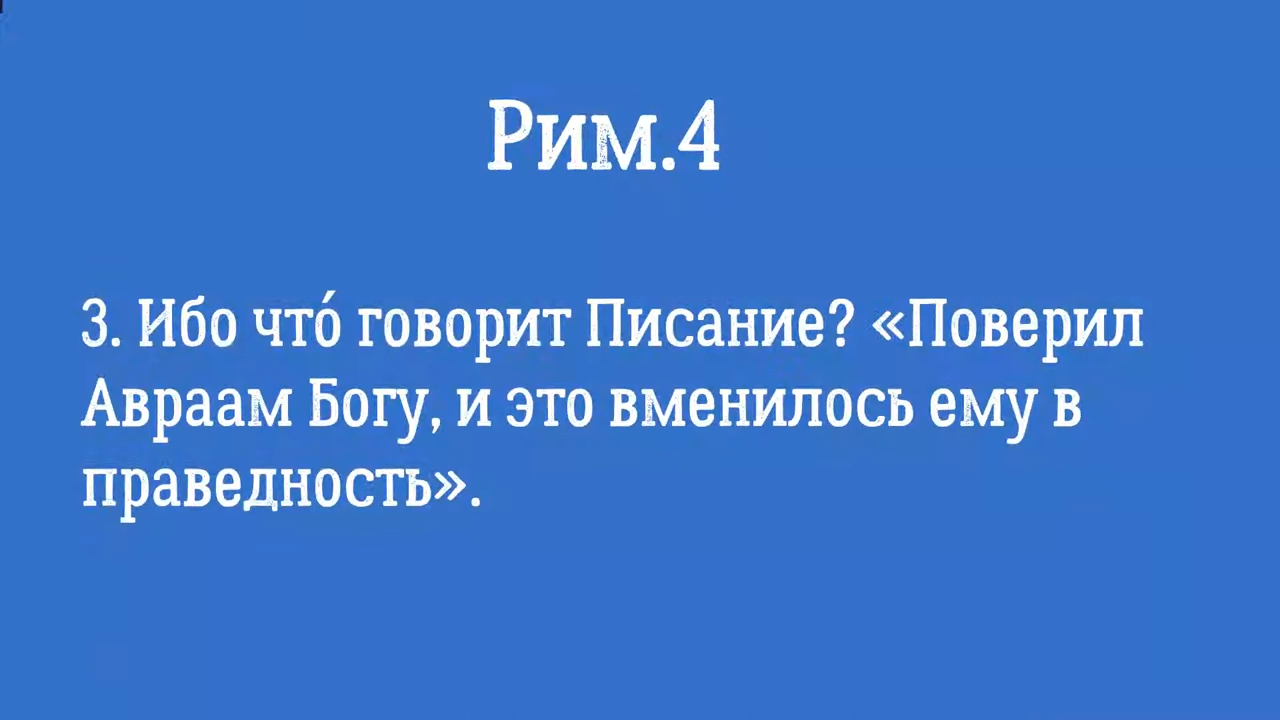 Рим.4
3. Ибо что́ говорит Писание? «Поверил
Авраам Богу, и это вменилось ему в
праведность».